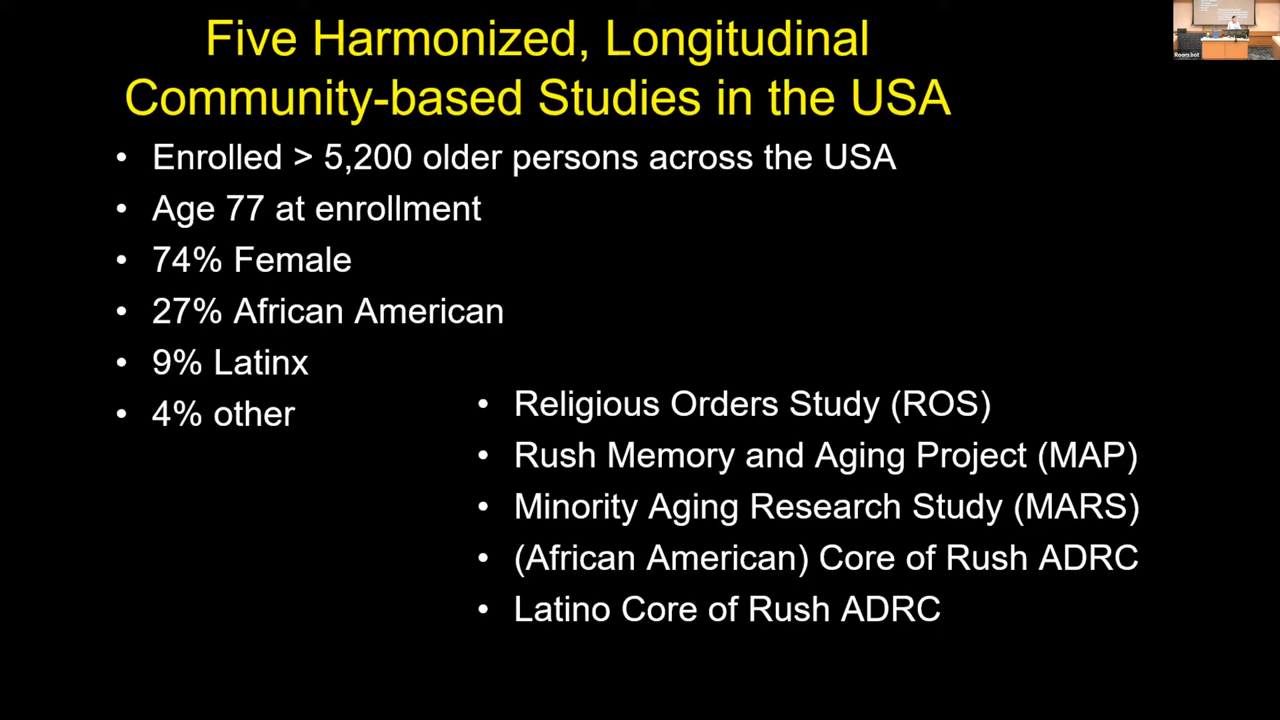 Five Harmonized, Longitudinal
Community-based Studies in the USA
• Enrolled > 5,200 older persons across the USA
• Age 77 at enrollment
• 74% Female
• 27% African American
• 9% Latinx
• 4% other
• Religious Orders Study (ROS)
• Rush Memory and Aging Project (MAP)
• Minority Aging Research Study (MARS)
• (African American) Core of Rush ADRC
• Latino Core of Rush ADRC